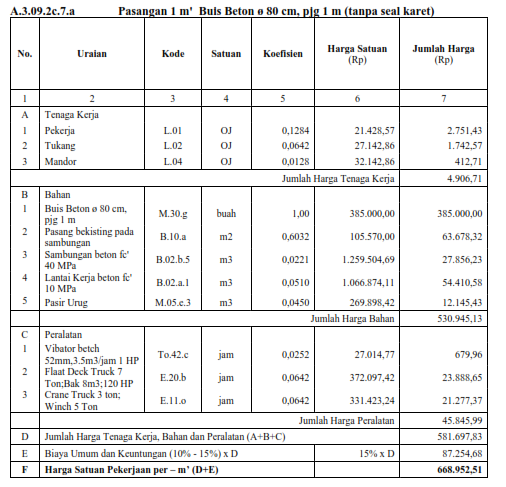 A.3.09.2c.7.a Pasangan 1 m' Buis Beton ø 80 cm, pjg 1 m (tanpa seal karet)
No. Uraian Kode Satuan Koefisien Harga Satuan (Rp) Jumlah Harga (Rp)
1 2 3 4 5 6 7
A Tenaga Kerja
1 Pekerja L.01 OJ 0,1284 21.428,57 2.751,43
2 Tukang L.02 OJ 0,0642 27.142,86 1.742,57
3 Mandor L.04 OJ 0,0128 32.142,86 412,71
Jumlah Harga Tenaga Kerja 4.906,71
B Bahan
1 Buis Beton ø 80 cm, pjg 1 m M.30.g buah 1,00 385.000,00 385.000,00
2 Pasang bekisting pada sambungan B.10.a m2 0,6032 105.570,00 63.678,32
3 Sambungan beton fc' 40 MPa B.02.b.5 m3 0,0221 1.259.504,69 27.856,23
4 Lantai Kerja beton fc' 10 MPa B.02.a.1 m3 0,0510 1.066.874,11 54.410,58
5 Pasir Urug M.05.e.3 m3 0,0450 269.898,42 12.145,43
Jumlah Harga Bahan 530.945,13
C Peralatan
1 Vibator betch 52mm,3.5m3/jam 1 HP To.42.c jam 0,0252 27.014,77 679,96
2 Flaat Deck Truck 7 Ton;Bak 8m3;120 HP E.20.b jam 0,0642 372.097,42 23.888,65
3 Crane Truck 3 ton; Winch 5 Ton E.11.o jam 0,0642 331.423,24 21.277,37
Jumlah Harga Peralatan 45.845,99
D Jumlah Harga Tenaga Kerja, Bahan dan Peralatan (A+B+C) 581.697,83
E Biaya Umum dan Keuntungan (10% - 15%) x D 15% x D 87.254,68
F Harga Satuan Pekerjaan per – m' (D+E) 668.952,51